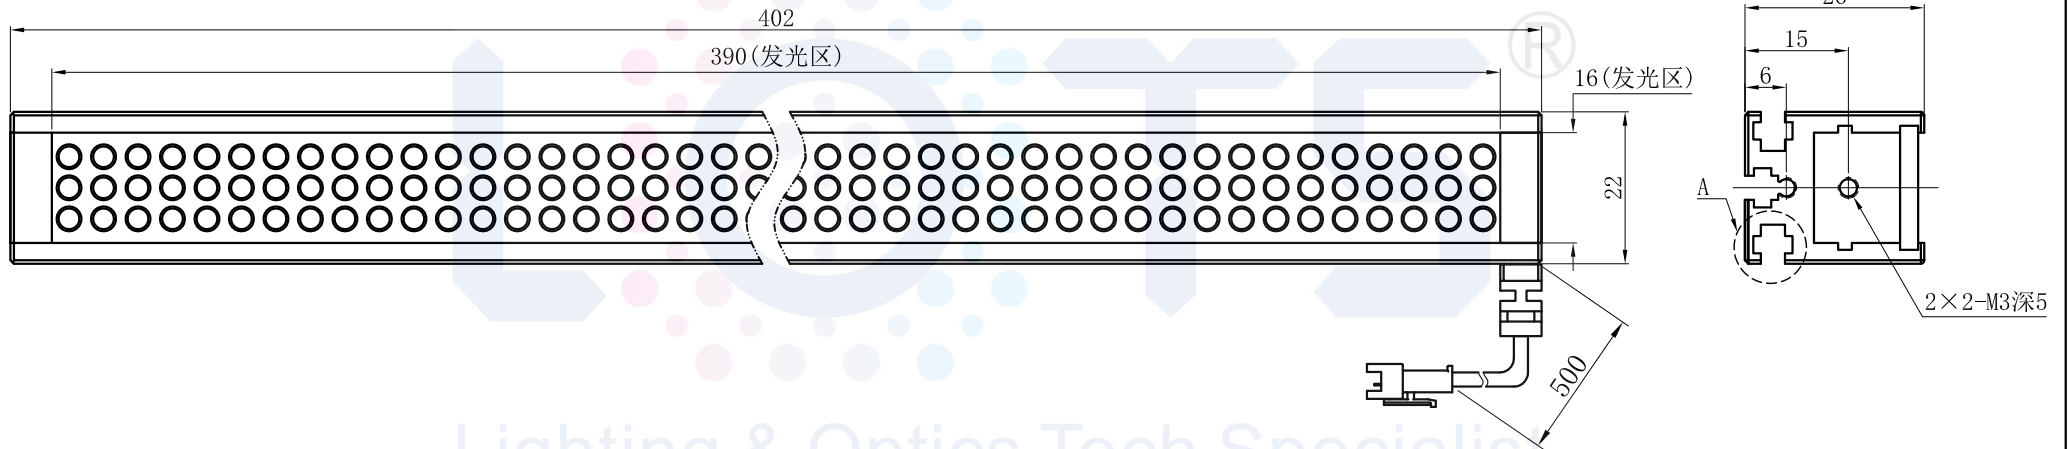 402
390(发光区)
16(发光区)
22
500
15
6
A
2×2-M3深5
LOTS®
Lighting & Optics Tech Specialist